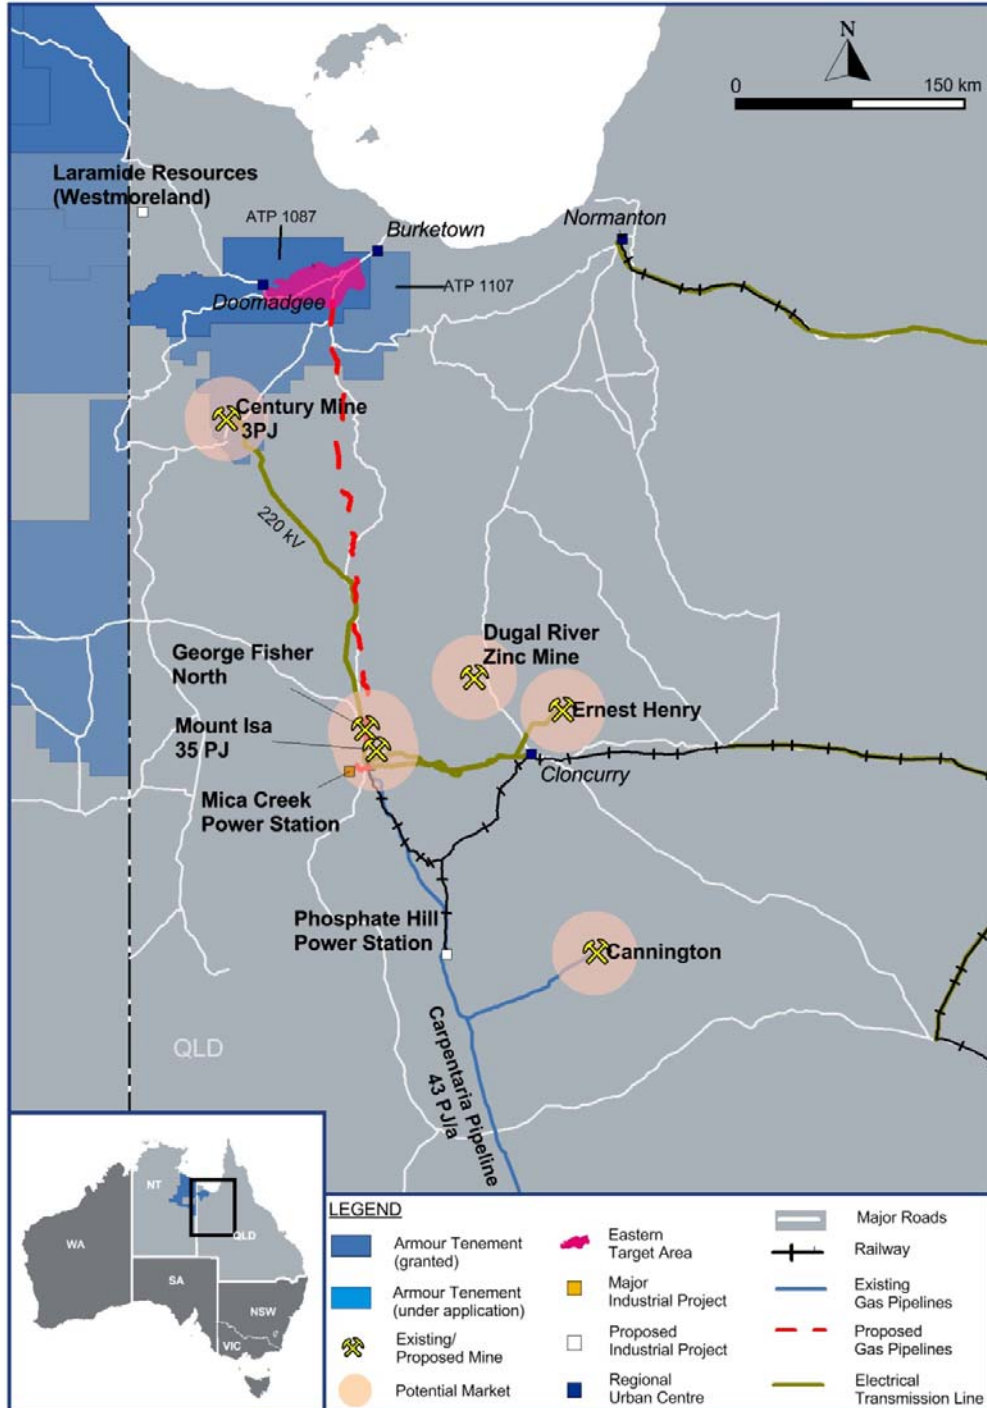 N
0 150 km
Laramide Resources
(Westmoreland)
ATP 1087
Burketown
Normanton
Doomadgee
ATP 1107
Century Mine
3PJ
220 kV
George Fisher
North
Dugal River
Zinc Mine
Mount Isa
35 PJ
Ernest Henry
Cloncurry
Mica Creek
Power Station
Phosphate Hill
Power Station
Cannington
Carpentaria Pipeline
43 PJ/a
QLD
NT
WA
QLD
SA
NSW
VIC
LEGEND
Armour Tenement
(granted)
Armour Tenement
(under application)
Existing/
Proposed Mine
Potential Market
Eastern
Target Area
Major
Industrial Project
Proposed
Industrial Project
Regional
Urban Centre
Major Roads
Railway
Existing
Gas Pipelines
Proposed
Gas Pipelines
Electrical
Transmission Line